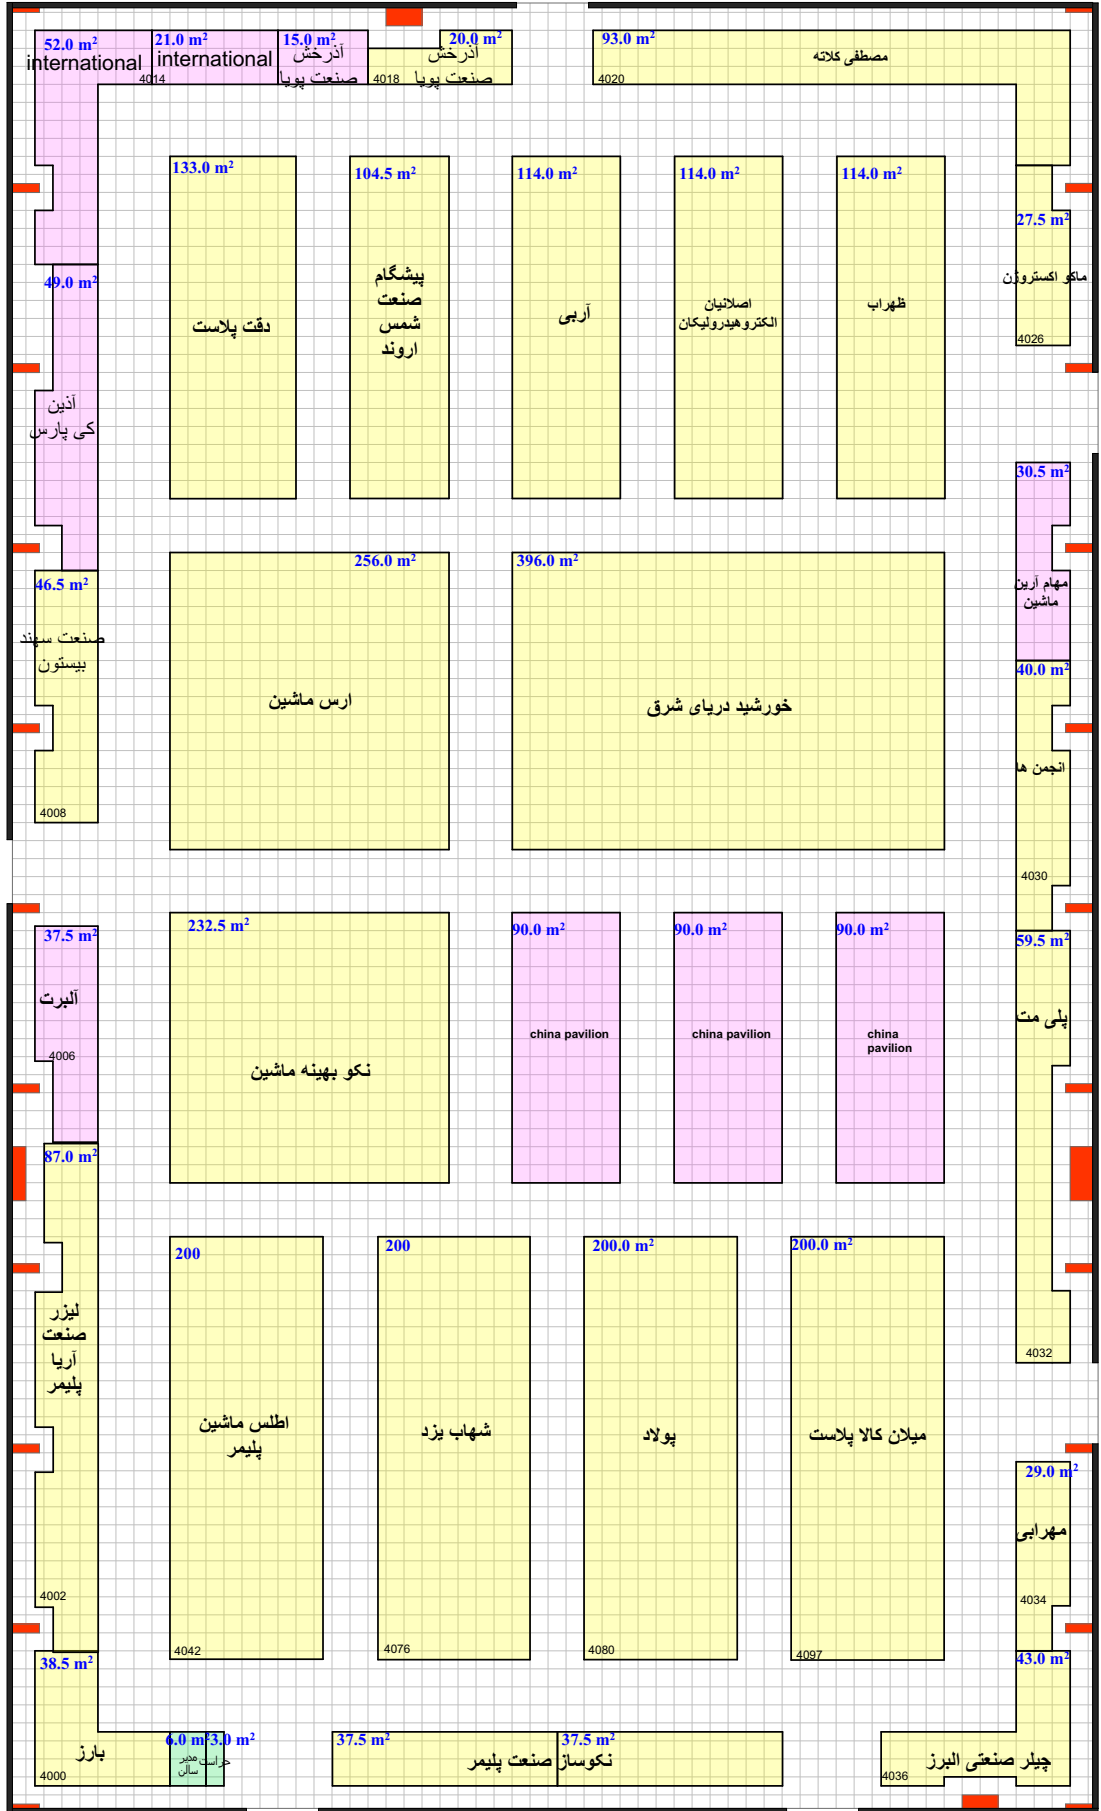 52.0 m²
international
21.0 m²
international
4014
15.0 m²
آذرخش
صنعت پویا
4018
20.0 m²
آذرخش
صنعت پویا
93.0 m²
مصطفی کلاته
4020
133.0 m²
دقت پلاست
104.5 m²
پیشگام
صنعت
شمس
اروند
114.0 m²
آربی
114.0 m²
اصلانیان
الکتروهیدرولیکان
114.0 m²
ظهراب
27.5 m²
ماکو اکستروژن
4026
49.0 m²
آذین
کی پارس
30.5 m²
مهام آرین
ماشین
46.5 m²
صنعت سهند
بیستون
4008
256.0 m²
ارس ماشین
396.0 m²
خورشید دریای شرق
40.0 m²
انجمن ها
4030
37.5 m²
آلبرت
4006
232.5 m²
نکو بهینه ماشین
90.0 m²
china pavilion
90.0 m²
china pavilion
90.0 m²
china
pavilion
59.5 m²
پلی مت
4032
87.0 m²
لیزر
صنعت
آریا
پلیمر
4002
200
اطلس ماشین
پلیمر
4042
200
شهاب یزد
4076
200.0 m²
پولاد
4080
200.0 m²
میلان کالا پلاست
4097
29.0 m²
مهرابی
4034
38.5 m²
بارز
4000
6.0 m²
مدیر
سالن
3.0 m²
حراست
37.5 m²
37.5 m²
نکوساز صنعت پلیمر
43.0 m²
چیلر صنعتی البرز
4036